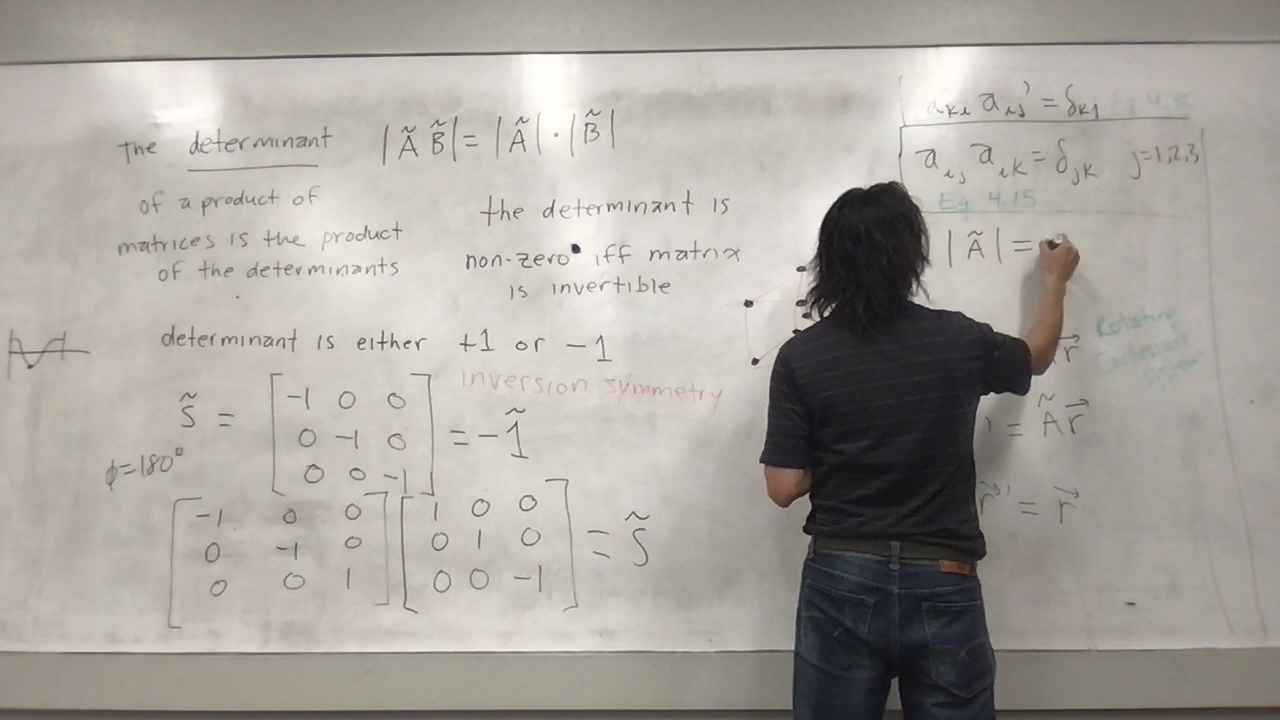 The determinant |Ã B̃| = |Ã| · |B̃|
of a product of
matrices is the product
of the determinants
the determinant is
non-zero iff matrix
is invertible
determinant is either +1 or -1
inversion symmetry
S̃ = [-1 0 0
0 -1 0
0 0 -1] = -1̃
ϕ=180°
[-1 0 0 [1 0 0
0 -1 0 0 1 0
0 0 1] 0 0 -1] = S̃
a_ki a_ij' = δ_kj
a_ij a_ik = δ_jk j=1,2,3
Eq 4.15
|Ã| =
r⃗
Rotating
Cartesian
System
' = Ã r⃗
r⃗' = r⃗